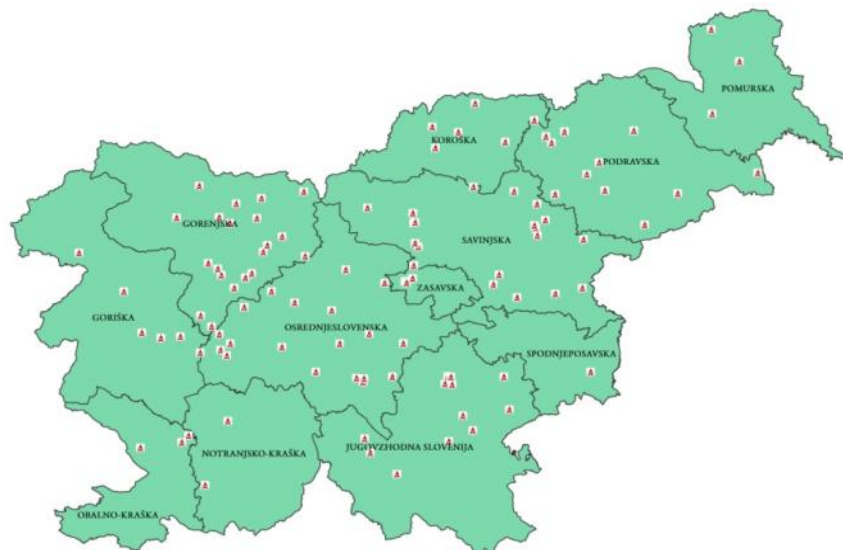 POMURSKA
KOROŠKA
PODRAVSKA
GORENJSKA
SAVINJSKA
ZASAVSKA
GORIŠKA
OSREDNJESLOVENSKA
SPODNJEPOSAVSKA
JUGOVZHODNA SLOVENIJA
NOTRANJSKO-KRAŠKA
OBALNO-KRAŠKA